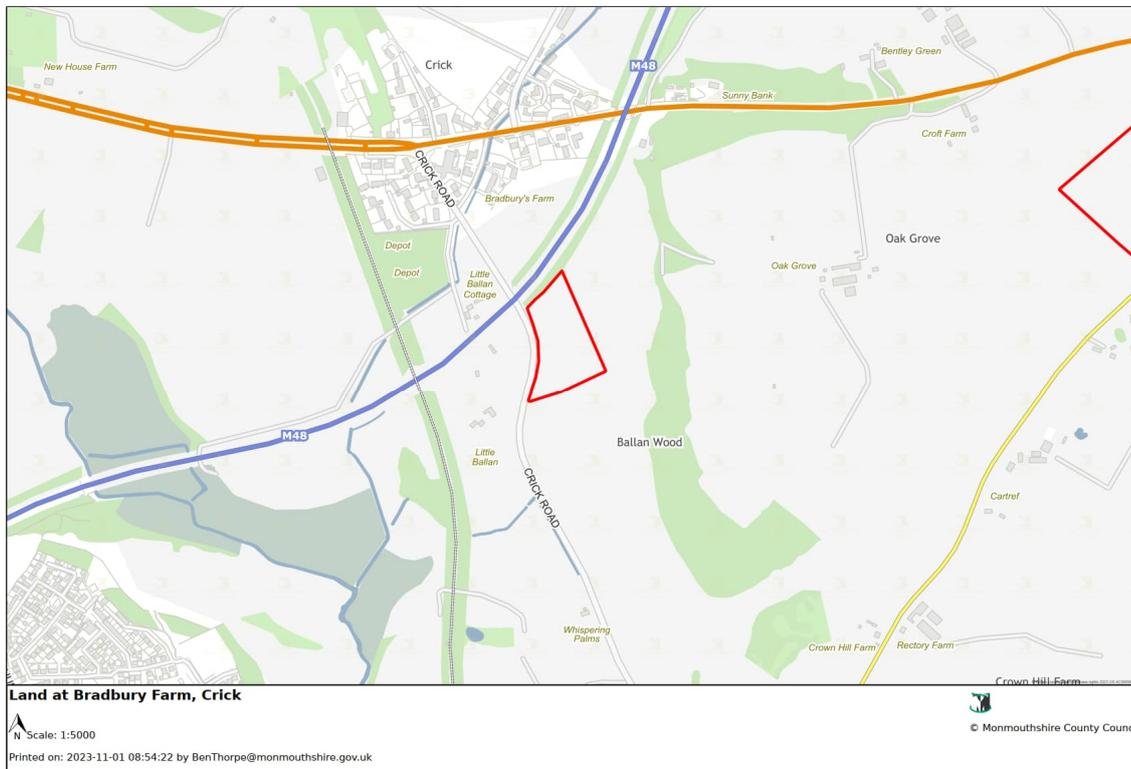 New House Farm
Crick
M48
Bentley Green
Sunny Bank
Croft Farm
CRICK ROAD
Bradbury's Farm
Oak Grove
Depot
Depot
Little
Ballan
Cottage
Oak Grove
M48
Ballan Wood
Little
Ballan
CRICK ROAD
Cartref
Whispering
Palms
Crown Hill Farm
Rectory Farm
Crown Hill Farm
Land at Bradbury Farm, Crick
N Scale: 1:5000
© Monmouthshire County Counc
Printed on: 2023-11-01 08:54:22 by BenThorpe@monmouthshire.gov.uk